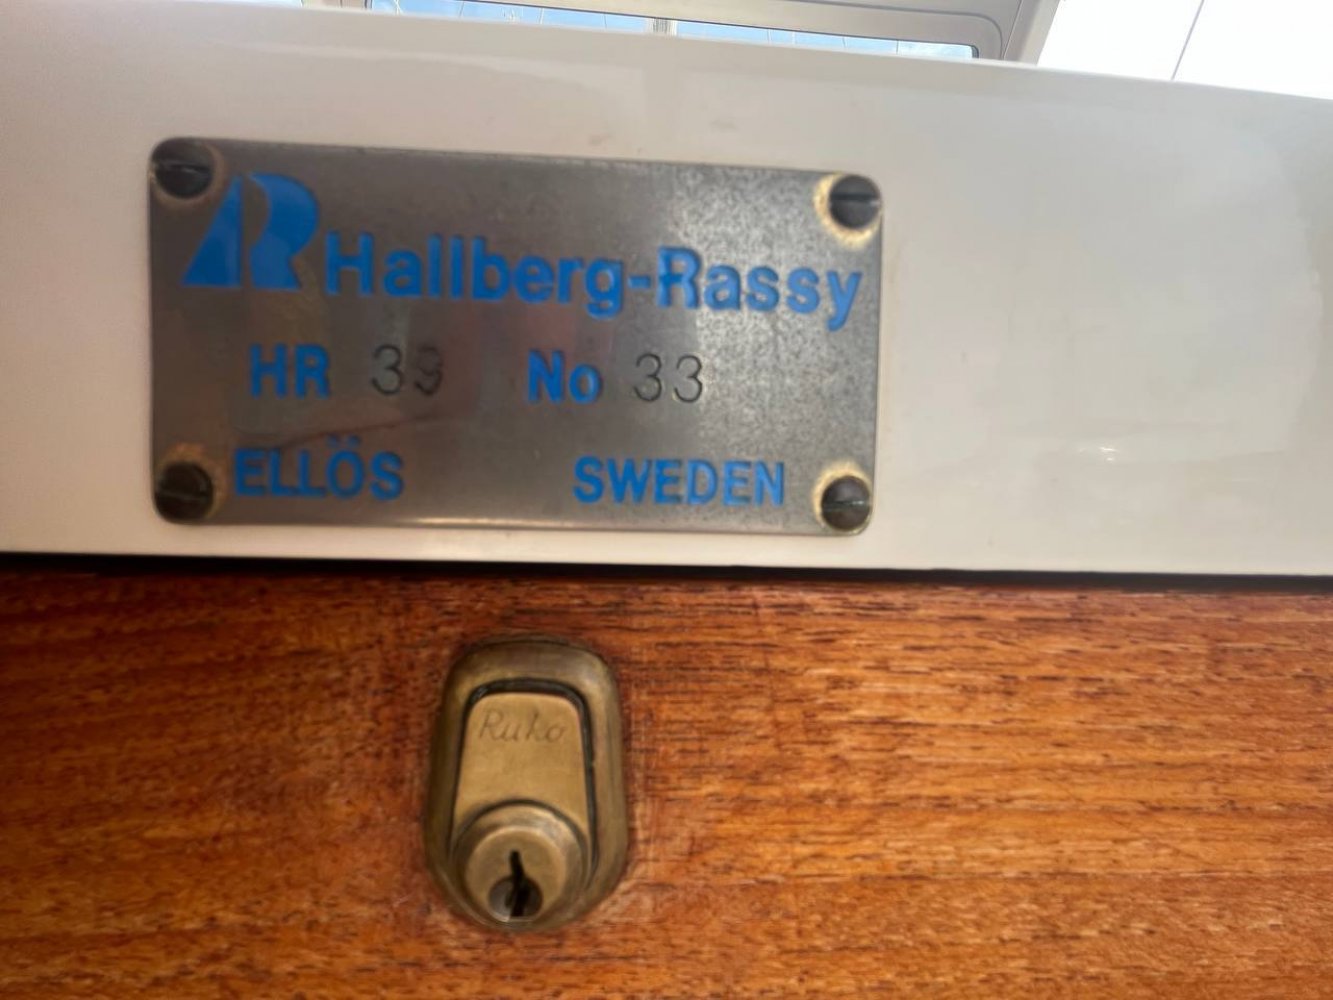 Hallberg-Rassy
HR 39 No 33
ELLÖS SWEDEN
Ruko